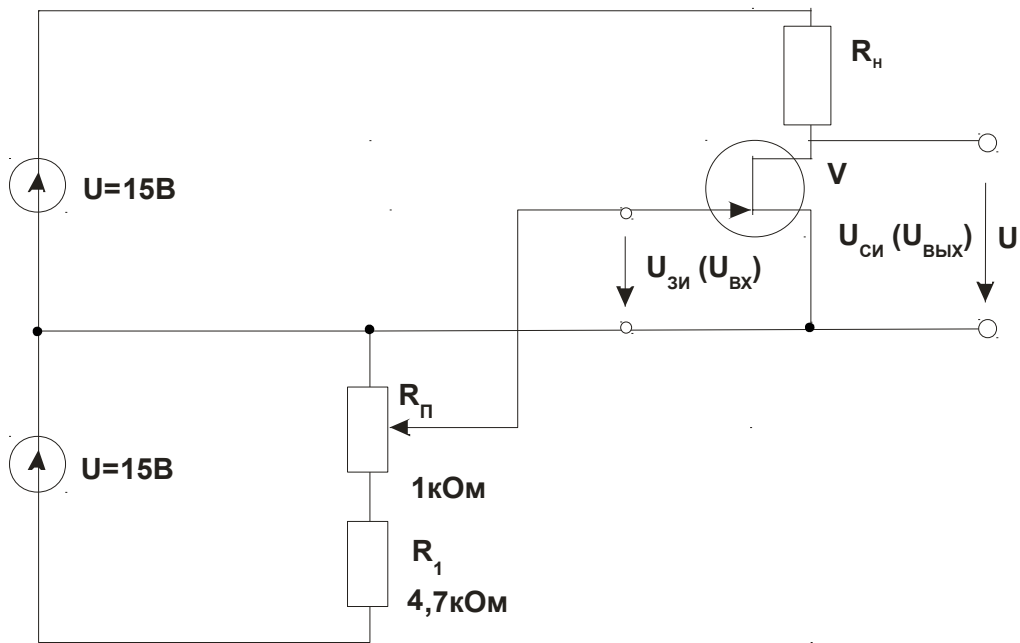 Rн
U=15В
V
UЗИ (UВХ)
UСИ (UВЫХ)
U
RП
U=15В
1кОм
R1
4,7кОм